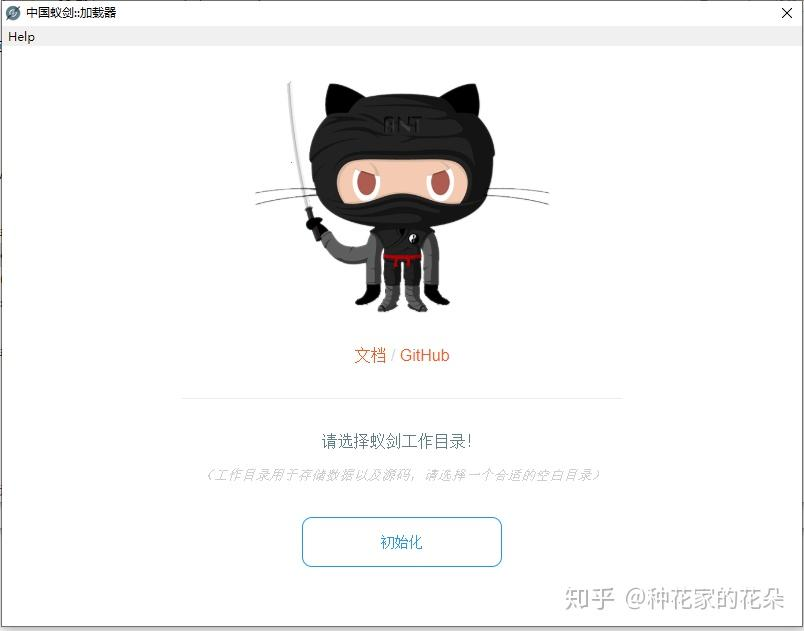 中国蚁剑::加载器
Help
ANT
文档 / GitHub
请选择蚁剑工作目录！
（工作目录用于存储数据以及源码，请选择一个合适的空白目录）
初始化
知乎 @种花家的花朵